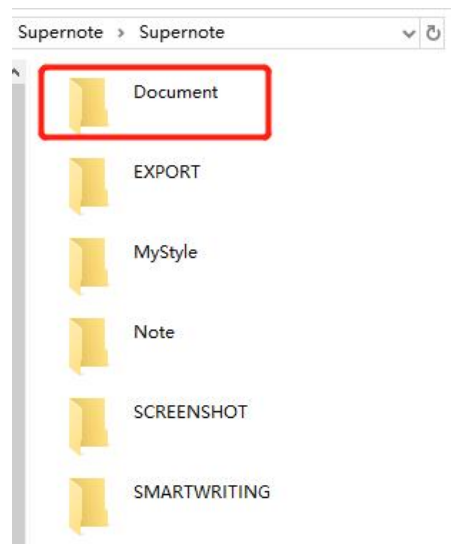 Supernote > Supernote
Document
EXPORT
MyStyle
Note
SCREENSHOT
SMARTWRITING